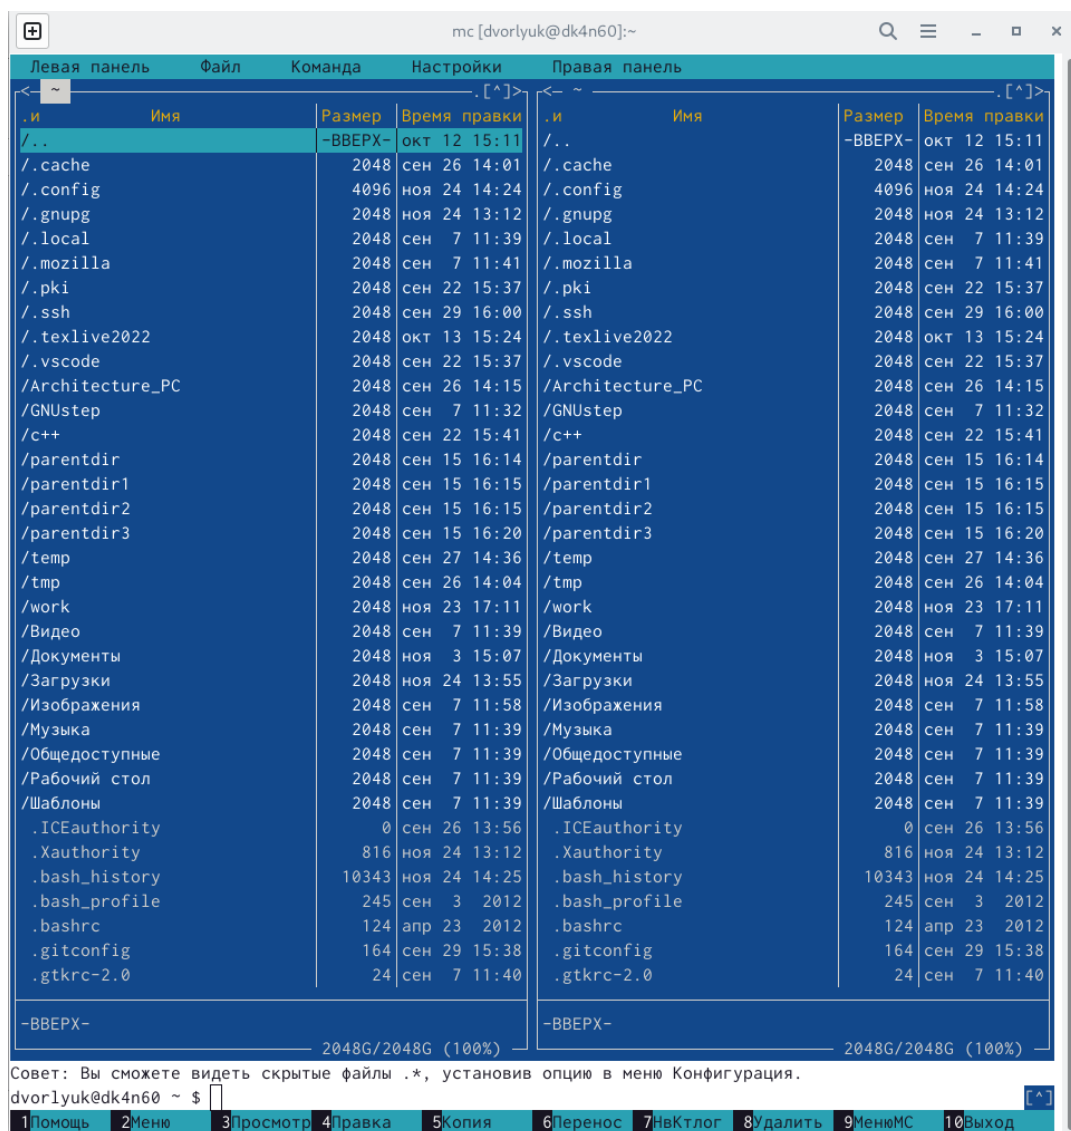 mc [dvorlyuk@dk4n60]:~
Левая панель Файл Команда Настройки Правая панель
<— ~ .[^]> <— ~ .[^]>
.и Имя Размер Время правки .и Имя Размер Время правки
/.. -ВВЕРХ- окт 12 15:11 /.. -ВВЕРХ- окт 12 15:11
/.cache 2048 сен 26 14:01 /.cache 2048 сен 26 14:01
/.config 4096 ноя 24 14:24 /.config 4096 ноя 24 14:24
/.gnupg 2048 ноя 24 13:12 /.gnupg 2048 ноя 24 13:12
/.local 2048 сен 7 11:39 /.local 2048 сен 7 11:39
/.mozilla 2048 сен 7 11:41 /.mozilla 2048 сен 7 11:41
/.pki 2048 сен 22 15:37 /.pki 2048 сен 22 15:37
/.ssh 2048 сен 29 16:00 /.ssh 2048 сен 29 16:00
/.texlive2022 2048 окт 13 15:24 /.texlive2022 2048 окт 13 15:24
/.vscode 2048 сен 22 15:37 /.vscode 2048 сен 22 15:37
/Architecture_PC 2048 сен 26 14:15 /Architecture_PC 2048 сен 26 14:15
/GNUstep 2048 сен 7 11:32 /GNUstep 2048 сен 7 11:32
/c++ 2048 сен 22 15:41 /c++ 2048 сен 22 15:41
/parentdir 2048 сен 15 16:14 /parentdir 2048 сен 15 16:14
/parentdir1 2048 сен 15 16:15 /parentdir1 2048 сен 15 16:15
/parentdir2 2048 сен 15 16:15 /parentdir2 2048 сен 15 16:15
/parentdir3 2048 сен 15 16:20 /parentdir3 2048 сен 15 16:20
/temp 2048 сен 27 14:36 /temp 2048 сен 27 14:36
/tmp 2048 сен 26 14:04 /tmp 2048 сен 26 14:04
/work 2048 ноя 23 17:11 /work 2048 ноя 23 17:11
/Видео 2048 сен 7 11:39 /Видео 2048 сен 7 11:39
/Документы 2048 ноя 3 15:07 /Документы 2048 ноя 3 15:07
/Загрузки 2048 ноя 24 13:55 /Загрузки 2048 ноя 24 13:55
/Изображения 2048 сен 7 11:58 /Изображения 2048 сен 7 11:58
/Музыка 2048 сен 7 11:39 /Музыка 2048 сен 7 11:39
/Общедоступные 2048 сен 7 11:39 /Общедоступные 2048 сен 7 11:39
/Рабочий стол 2048 сен 7 11:39 /Рабочий стол 2048 сен 7 11:39
/Шаблоны 2048 сен 7 11:39 /Шаблоны 2048 сен 7 11:39
.ICEauthority 0 сен 26 13:56 .ICEauthority 0 сен 26 13:56
.Xauthority 816 ноя 24 13:12 .Xauthority 816 ноя 24 13:12
.bash_history 10343 ноя 24 14:25 .bash_history 10343 ноя 24 14:25
.bash_profile 245 сен 3 2012 .bash_profile 245 сен 3 2012
.bashrc 124 апр 23 2012 .bashrc 124 апр 23 2012
.gitconfig 164 сен 29 15:38 .gitconfig 164 сен 29 15:38
.gtkrc-2.0 24 сен 7 11:40 .gtkrc-2.0 24 сен 7 11:40
-ВВЕРХ- -ВВЕРХ-
2048G/2048G (100%) 2048G/2048G (100%)
Совет: Вы сможете видеть скрытые файлы .*, установив опцию в меню Конфигурация.
dvorlyuk@dk4n60 ~ $ [^]
1Помощь 2Меню 3Просмотр 4Правка 5Копия 6Перенос 7НвКтлог 8Удалить 9МенюМС 10Выход